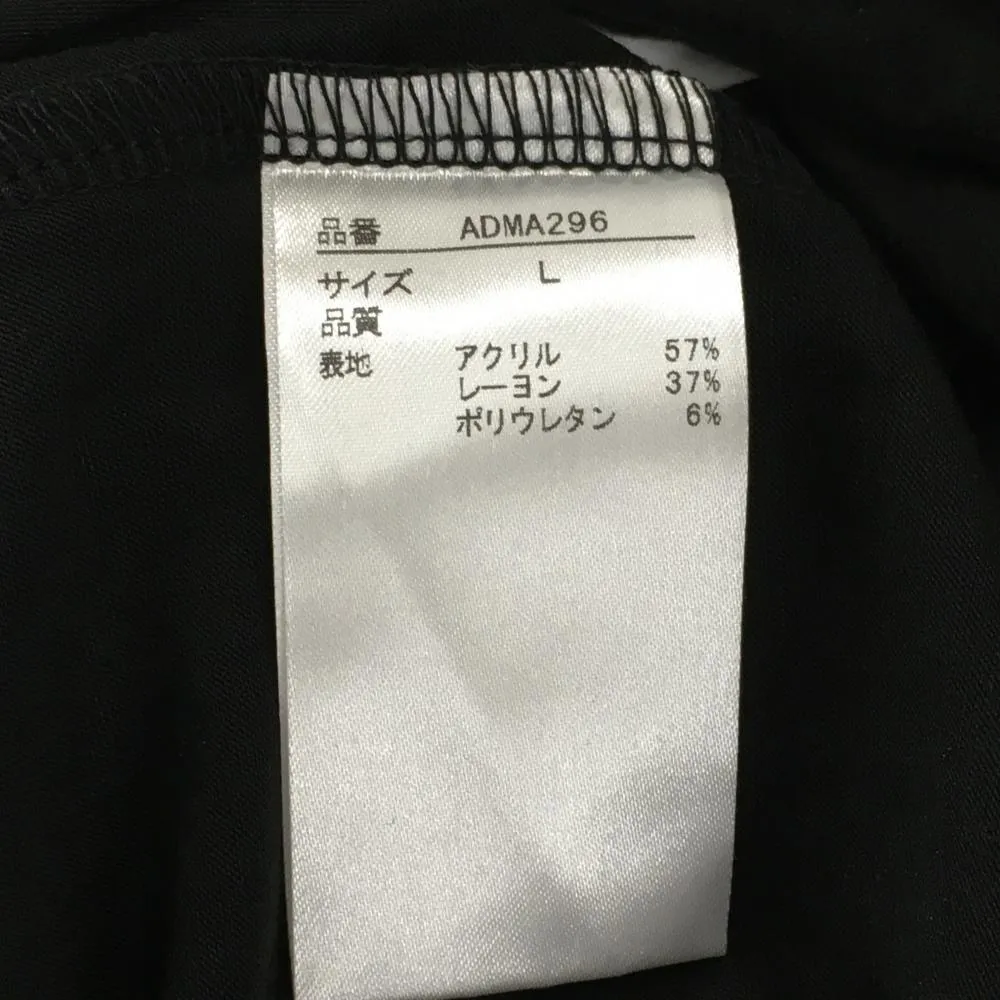 品番 ADMA296
サイズ L
品質
表地 アクリル 57%
レーヨン 37%
ポリウレタン 6%